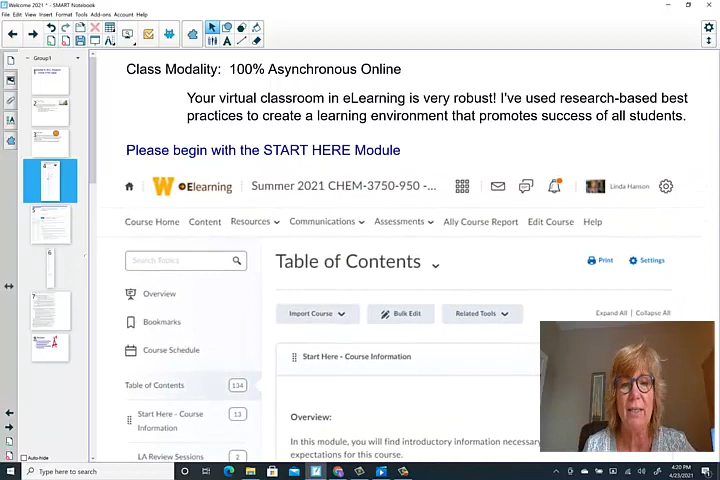 Welcome 2021 * - SMART Notebook
File Edit View Insert Format Tools Add-ons Account Help
Group1
Class Modality: 100% Asynchronous Online
Your virtual classroom in eLearning is very robust! I've used research-based best
practices to create a learning environment that promotes success of all students.
Please begin with the START HERE Module
W Elearning
Summer 2021 CHEM-3750-950 -...
Linda Hanson
Course Home Content Resources Communications Assessments Ally Course Report Edit Course Help
Search Topics
Table of Contents
Print Settings
Overview
Import Course Bulk Edit Related Tools
Expand All | Collapse All
Bookmarks
Course Schedule
Start Here - Course Information
Table of Contents 134
Start Here - Course
Information
13
Overview:
In this module, you will find introductory information necessary
expectations for this course.
LA Review Sessions 2
Auto-hide
Type here to search
4:20 PM
4/23/2021